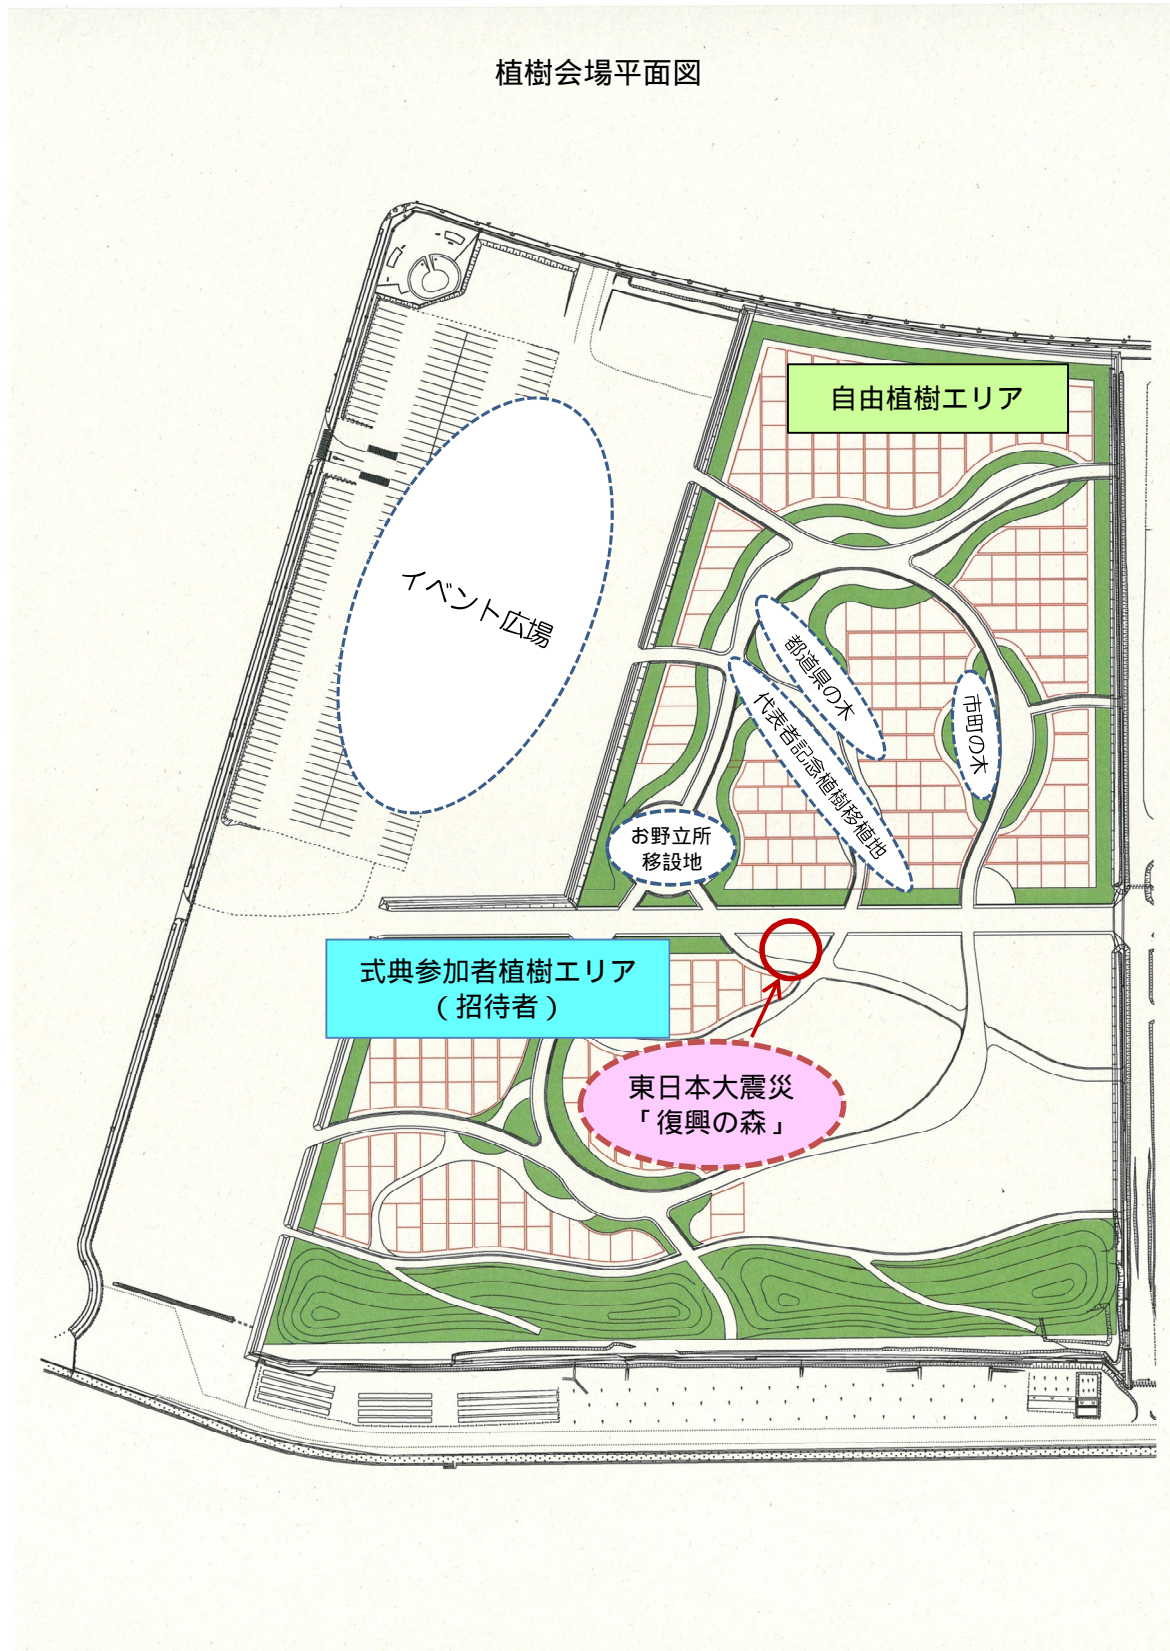 植樹会場平面図
自由植樹エリア
イベント広場
都道県の木
代表者記念植樹移植地
市町の木
お野立所
移設地
式典参加者植樹エリア
（招待者）
東日本大震災
「復興の森」